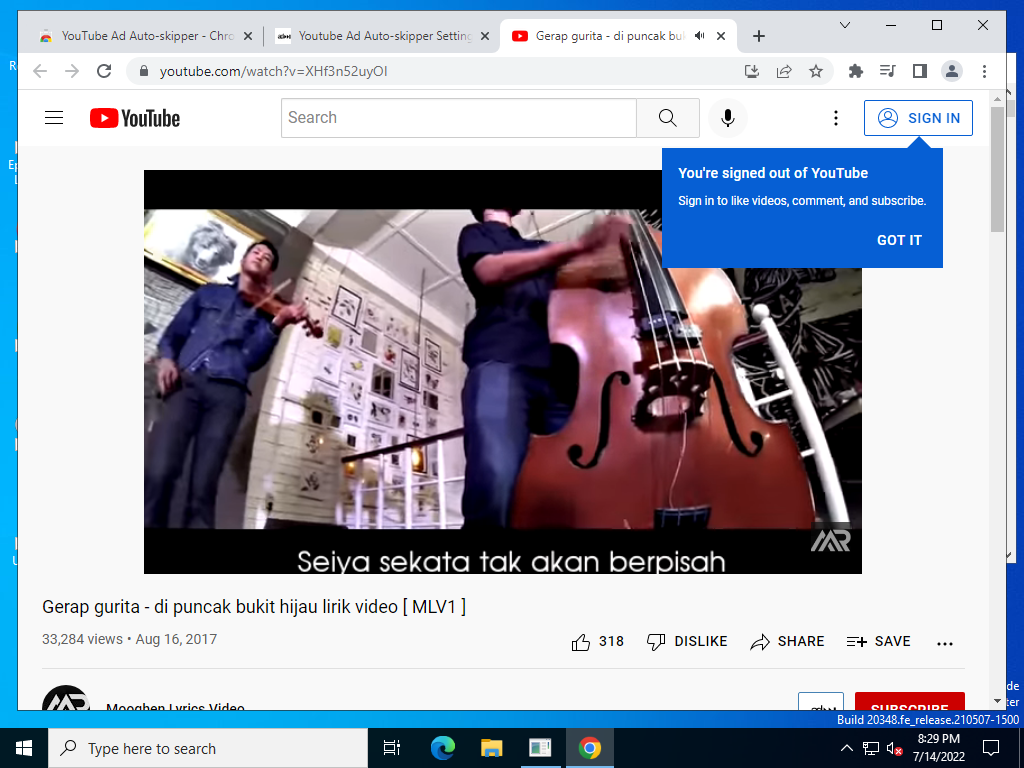 YouTube Ad Auto-skipper - Chro
Youtube Ad Auto-skipper Setting
Gerap gurita - di puncak buk
youtube.com/watch?v=XHf3n52uyOI
YouTube
Search
SIGN IN
You're signed out of YouTube
Sign in to like videos, comment, and subscribe.
GOT IT
Seiya sekata tak akan berpisah
Gerap gurita - di puncak bukit hijau lirik video [ MLV1 ]
33,284 views • Aug 16, 2017
318
DISLIKE
SHARE
SAVE
Mooghen Lyrics Video
SUBSCRIBE
Build 20348.fe_release.210507-1500
Type here to search
8:29 PM
7/14/2022